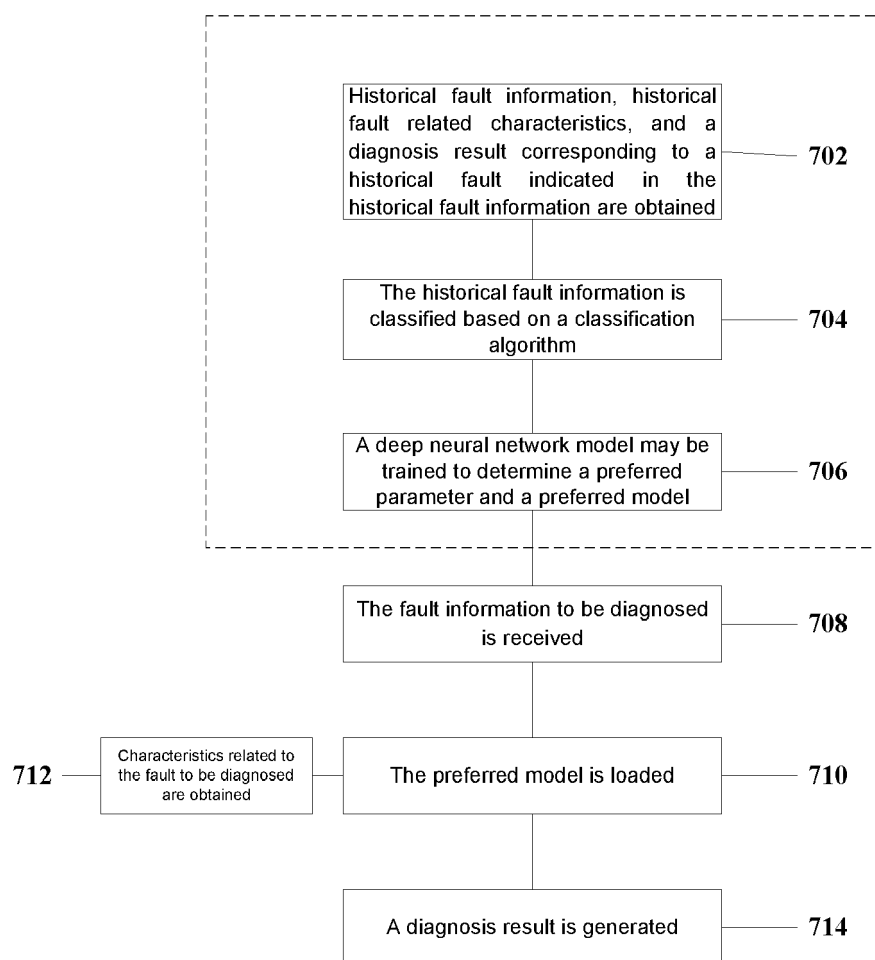 Historical fault information, historical
fault related characteristics, and a
diagnosis result corresponding to a
historical fault indicated in the
historical fault information are obtained
702
The historical fault information is
classified based on a classification
algorithm
704
A deep neural network model may be
trained to determine a preferred
parameter and a preferred model
706
The fault information to be diagnosed
is received
708
712
Characteristics related to
the fault to be diagnosed
are obtained
The preferred model is loaded
710
A diagnosis result is generated
714